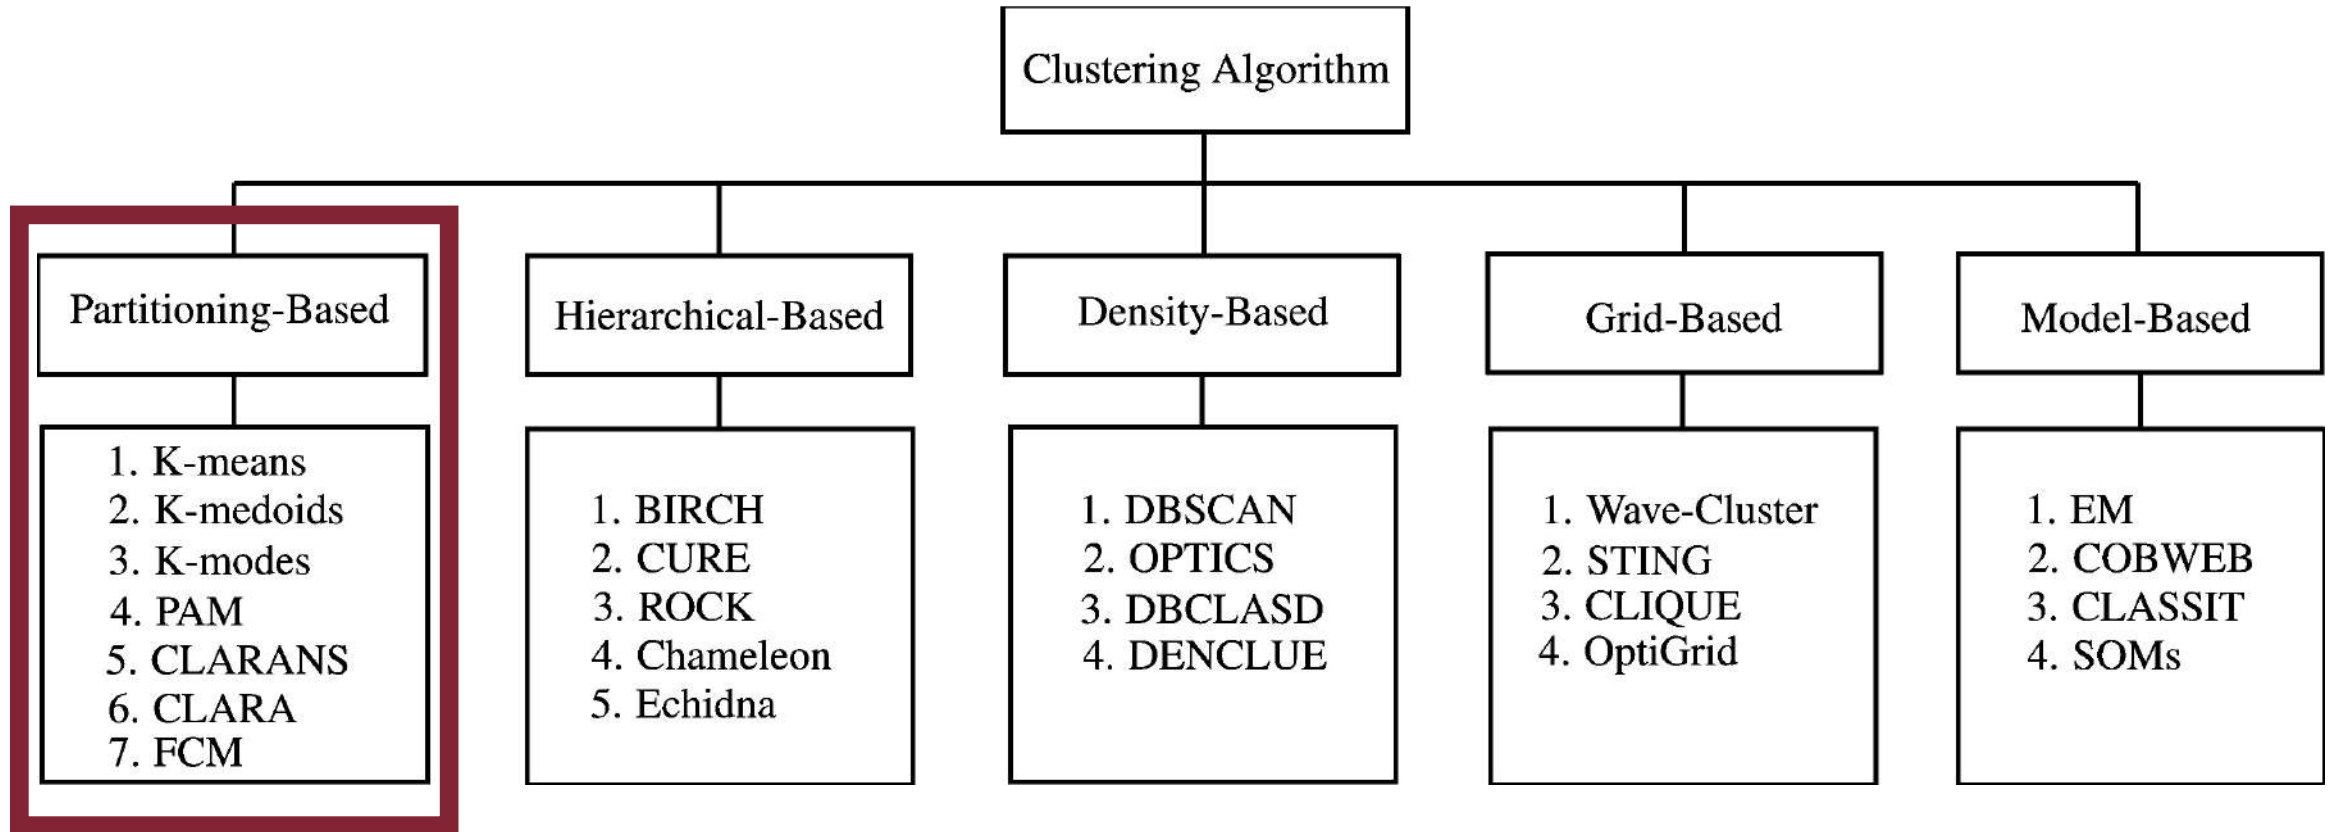 Clustering Algorithm
Partitioning-Based
Hierarchical-Based
Density-Based
Grid-Based
Model-Based
1. K-means
2. K-medoids
3. K-modes
4. PAM
5. CLARANS
6. CLARA
7. FCM
1. BIRCH
2. CURE
3. ROCK
4. Chameleon
5. Echidna
1. DBSCAN
2. OPTICS
3. DBCLASD
4. DENCLUE
1. Wave-Cluster
2. STING
3. CLIQUE
4. OptiGrid
1. EM
2. COBWEB
3. CLASSIT
4. SOMs